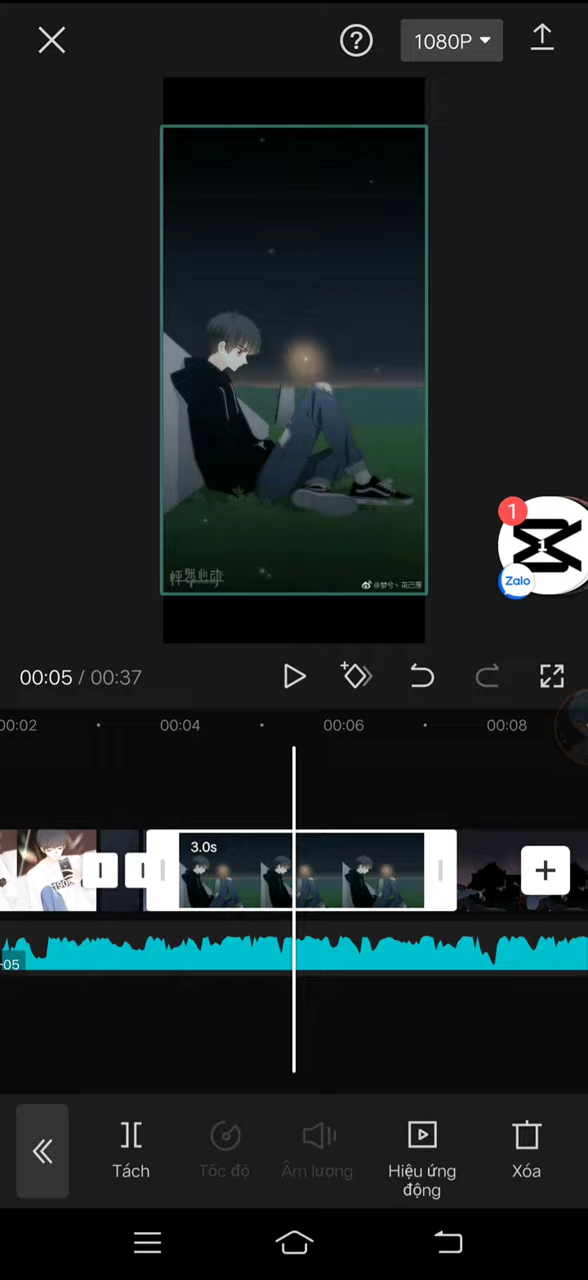 1080P
1
Zalo
00:05 / 00:37
00:02
00:04
00:06
00:08
3.0s
-05
Tách
Tốc độ
Âm lượng
Hiệu ứng
động
Xóa